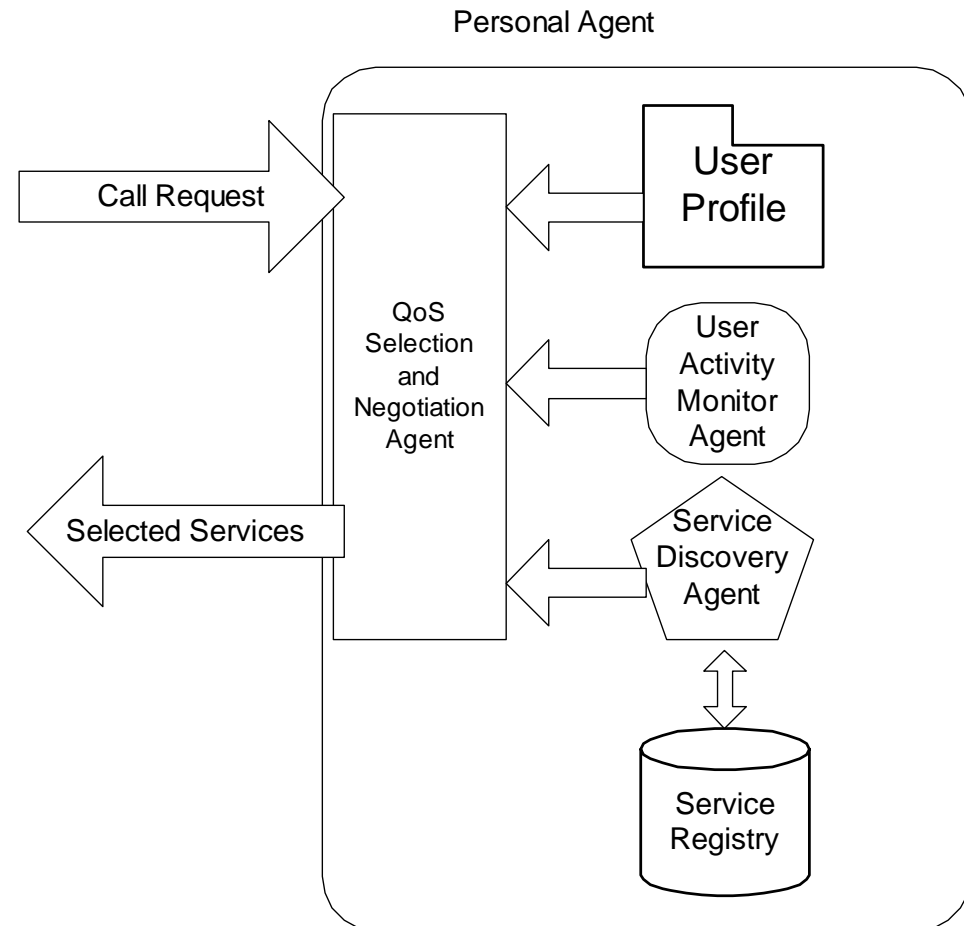 Personal Agent
Call Request
User
Profile
QoS
Selection
and
Negotiation
Agent
User
Activity
Monitor
Agent
Selected Services
Service
Discovery
Agent
Service
Registry